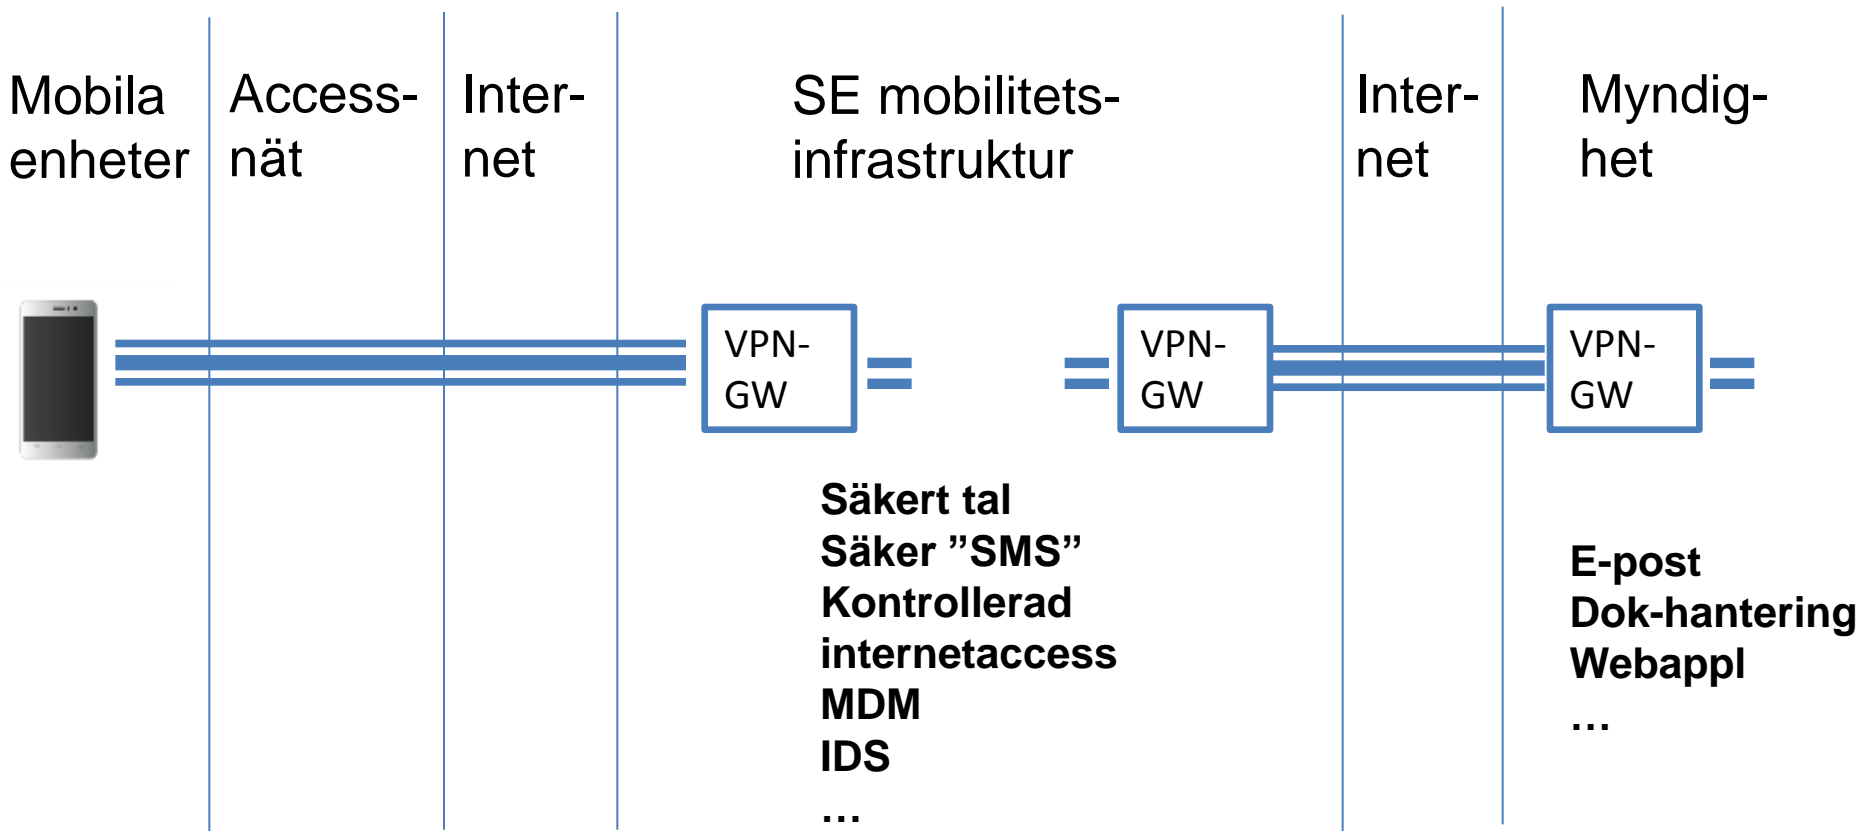 Mobila
enheter
Access-
nät
Inter-
net
SE mobilitets-
infrastruktur
Inter-
net
Myndig-
het
VPN-
GW
VPN-
GW
VPN-
GW
Säkert tal
Säker ”SMS”
Kontrollerad
internetaccess
MDM
IDS
…
E-post
Dok-hantering
Webappl
…